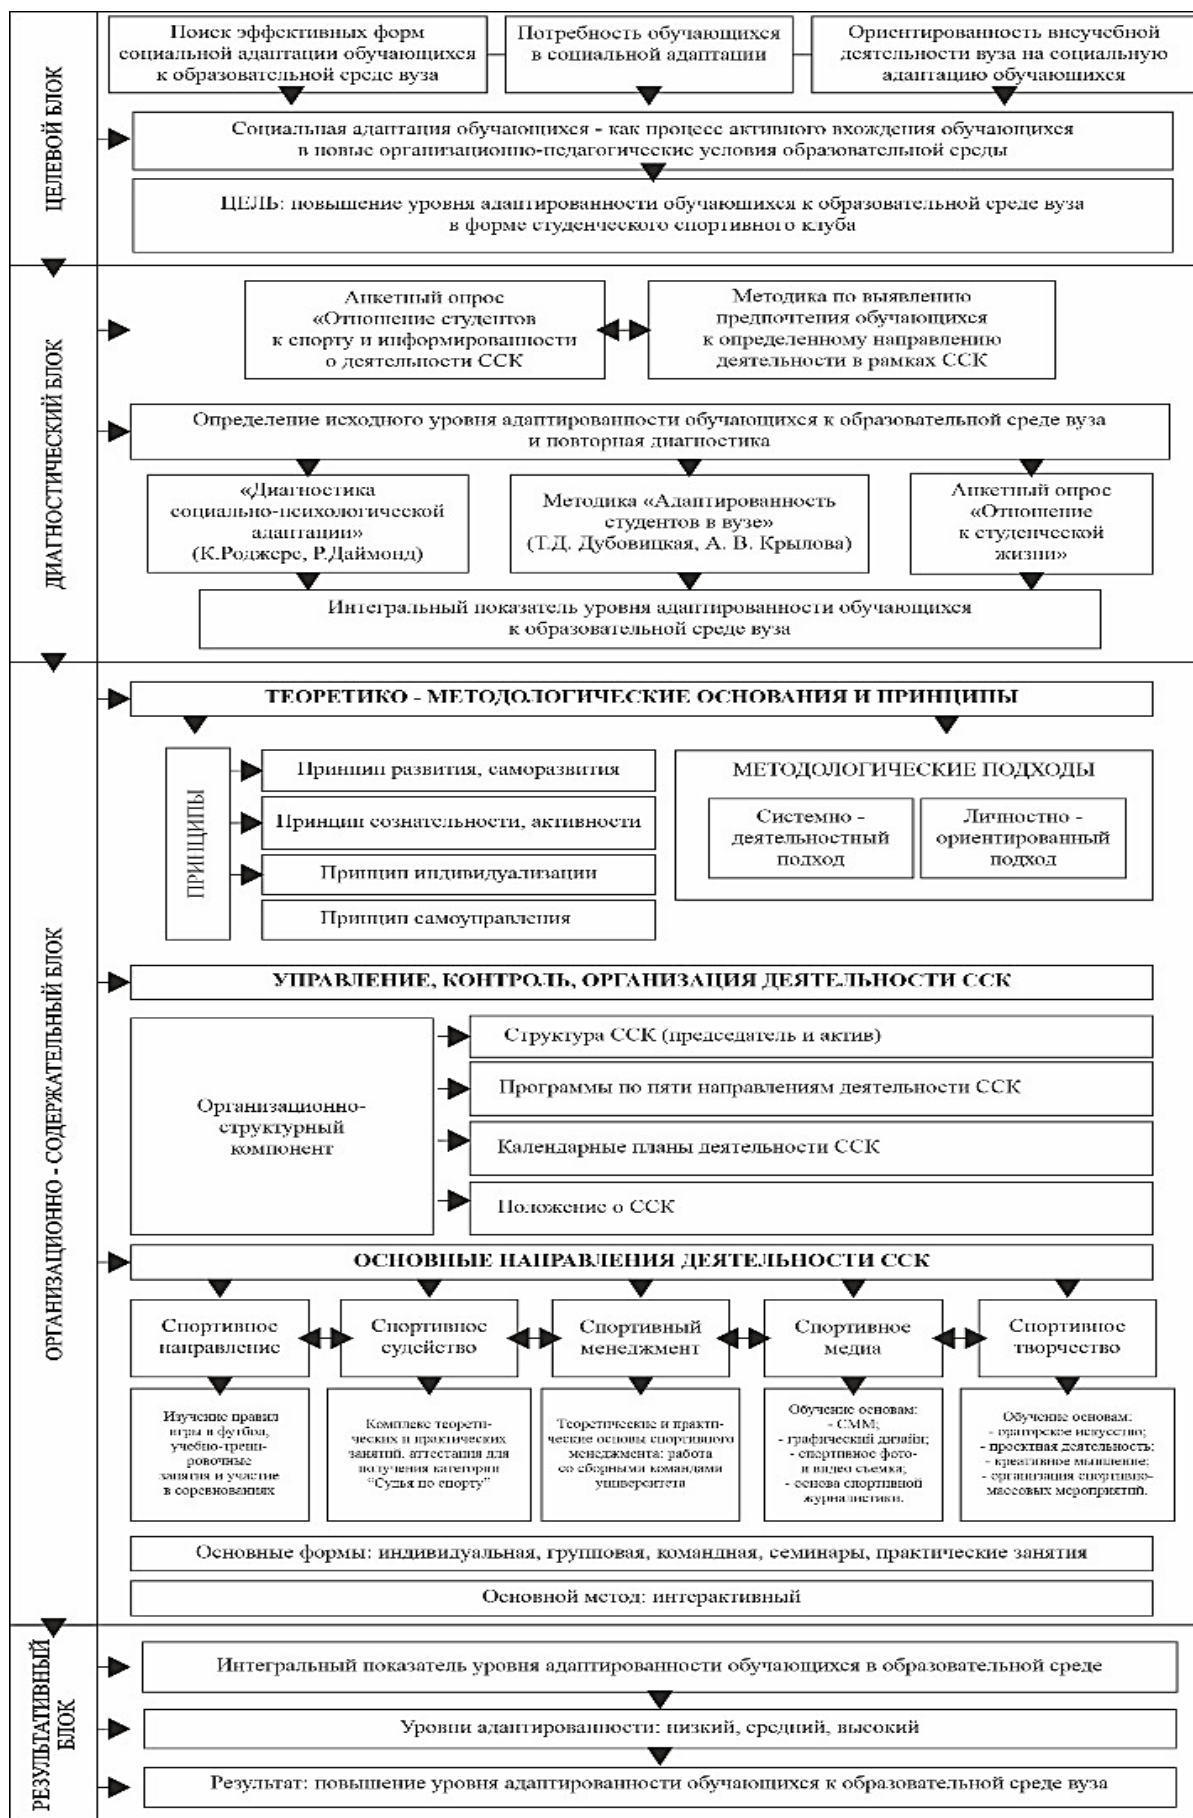 ЦЕЛЕВОЙ БЛОК
Поиск эффективных форм
социальной адаптации обучающихся
к образовательной среде вуза
Потребность обучающихся
в социальной адаптации
Ориентированность внеучебной
деятельности вуза на социальную
адаптацию обучающихся
Социальная адаптация обучающихся - как процесс активного вхождения обучающихся
в новые организационно-педагогические условия образовательной среды
ЦЕЛЬ: повышение уровня адаптированности обучающихся к образовательной среде вуза
в форме студенческого спортивного клуба
ДИАГНОСТИЧЕСКИЙ БЛОК
Анкетный опрос
«Отношение студентов
к спорту и информированности
о деятельности ССК
Методика по выявлению
предпочтения обучающихся
к определенному направлению
деятельности в рамках ССК
Определение исходного уровня адаптированности обучающихся к образовательной среде вуза
и повторная диагностика
«Диагностика
социально-психологической
адаптации»
(К.Роджерс, Р.Даймонд)
Методика «Адаптированность
студентов в вузе»
(Т.Д. Дубовицкая, А. В. Крылова)
Анкетный опрос
«Отношение
к студенческой
жизни»
Интегральный показатель уровня адаптированности обучающихся
к образовательной среде вуза
ОРГАНИЗАЦИОННО - СОДЕРЖАТЕЛЬНЫЙ БЛОК
ТЕОРЕТИКО - МЕТОДОЛОГИЧЕСКИЕ ОСНОВАНИЯ И ПРИНЦИПЫ
ПРИНЦИПЫ
Принцип развития, саморазвития
Принцип сознательности, активности
Принцип индивидуализации
Принцип самоуправления
МЕТОДОЛОГИЧЕСКИЕ ПОДХОДЫ
Системно -
деятельностный
подход
Личностно -
ориентированный
подход
УПРАВЛЕНИЕ, КОНТРОЛЬ, ОРГАНИЗАЦИЯ ДЕЯТЕЛЬНОСТИ ССК
Организационно-
структурный
компонент
Структура ССК (председатель и актив)
Программы по пяти направлениям деятельности ССК
Календарные планы деятельности ССК
Положение о ССК
ОСНОВНЫЕ НАПРАВЛЕНИЯ ДЕЯТЕЛЬНОСТИ ССК
Спортивное
направление
Спортивное
судейство
Спортивный
менеджмент
Спортивное
медиа
Спортивное
творчество
Изучение правил
игры в футбол,
учебно-трени-
ровочные
занятия и участие
в соревнованиях
Комплекс теорети-
ческих и практических
занятий, аттестация для
получения категории
“Судья по спорту”
Теоретические и практи-
ческие основы спортивного
менеджмента: работа
со сборными командами
университета
Обучение основам:
- СММ;
- графический дизайн;
- спортивное фото-
и видео съемка;
- основа спортивной
журналистики.
Обучение основам:
- ораторское искусство;
- проектная деятельность;
- креативное мышление;
- организация спортивно-
массовых мероприятий.
Основные формы: индивидуальная, групповая, командная, семинары, практические занятия
Основной метод: интерактивный
РЕЗУЛЬТАТИВНЫЙ
БЛОК
Интегральный показатель уровня адаптированности обучающихся в образовательной среде
Уровни адаптированности: низкий, средний, высокий
Результат: повышение уровня адаптированности обучающихся к образовательной среде вуза